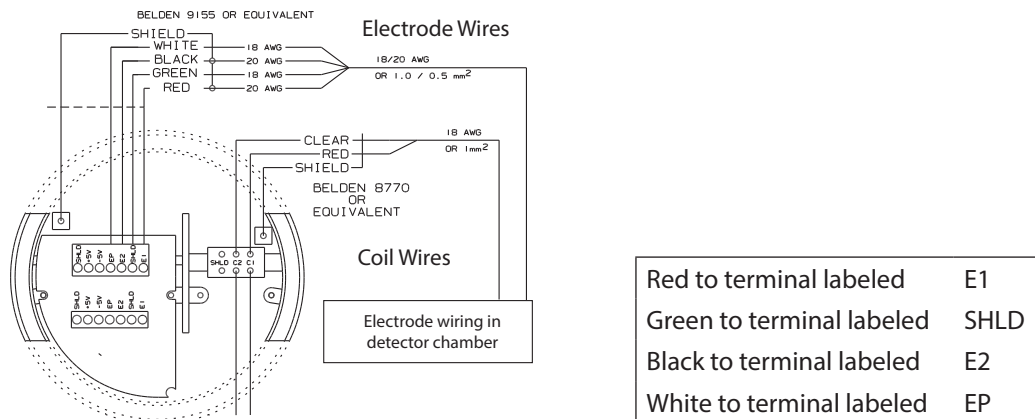 BELDEN 9155 OR EQUIVALENT
Electrode Wires
SHIELD
WHITE 18 AWG
BLACK 20 AWG
GREEN 18 AWG
RED 20 AWG
18/20 AWG
OR 1.0 / 0.5 mm²
CLEAR
RED
SHIELD
18 AWG
OR 1mm²
BELDEN 8770
OR
EQUIVALENT
SHLD +5V -5V EP E2 SHLD E1
SHLD C2 C1
SHLD +5V -5V EP E2 SHLD E1
Coil Wires
Electrode wiring in
detector chamber
Red to terminal labeled E1
Green to terminal labeled SHLD
Black to terminal labeled E2
White to terminal labeled EP